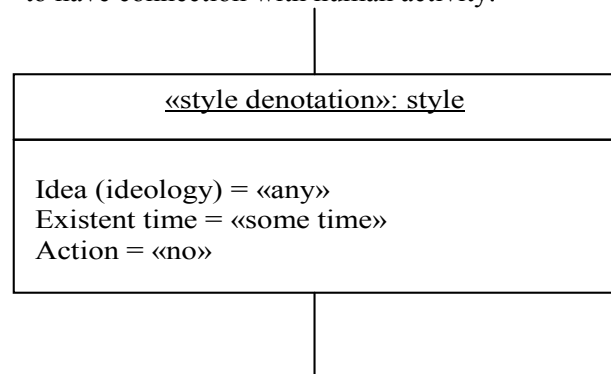 to have connection with human activity.
«style denotation»: style
Idea (ideology) = «any»
Existent time = «some time»
Action = «no»